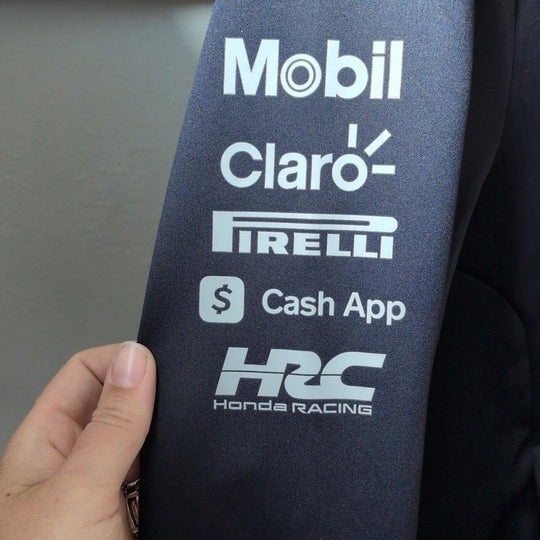 Mobil
Claro
PIRELLI
$ Cash App
HRC
Honda RACING